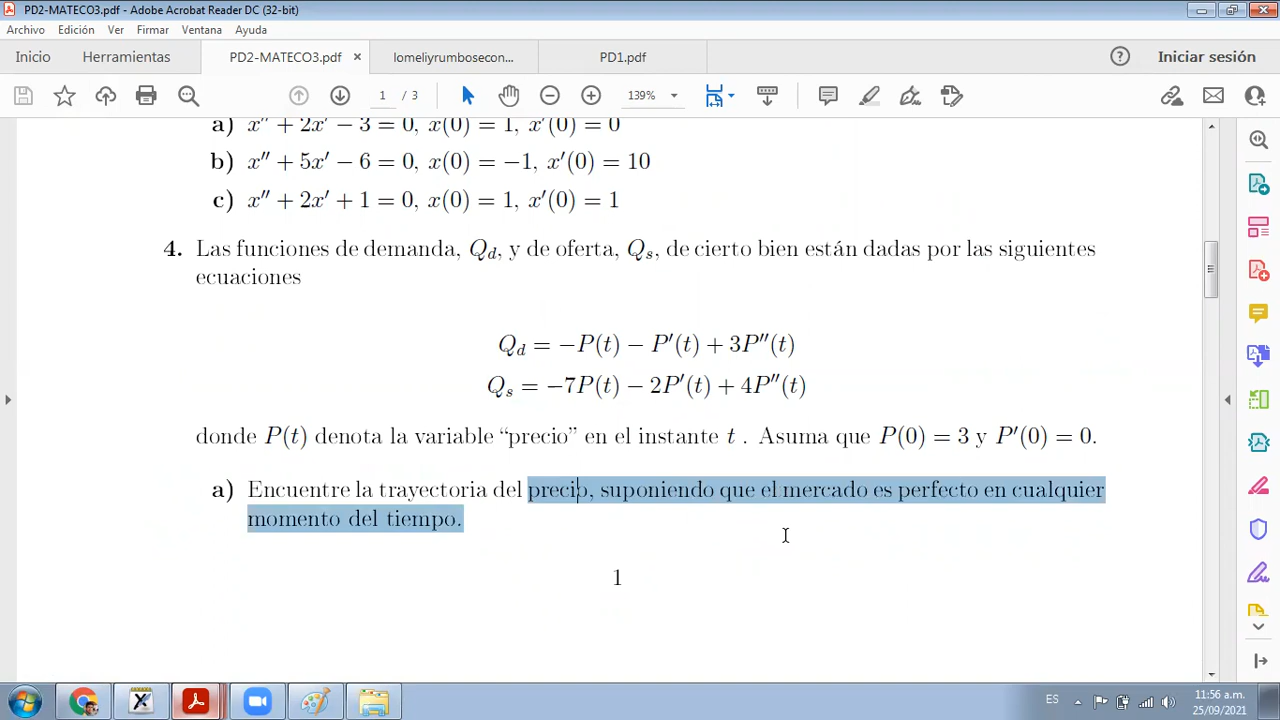 PD2-MATECO3.pdf - Adobe Acrobat Reader DC (32-bit)
Archivo Edición Ver Firmar Ventana Ayuda
Inicio Herramientas PD2-MATECO3.pdf × lomeliyrumbosecon... PD1.pdf Iniciar sesión
1 / 3 139%
a) x″ + 2x′ − 3 = 0, x(0) = 1, x′(0) = 0
b) x″ + 5x′ − 6 = 0, x(0) = −1, x′(0) = 10
c) x″ + 2x′ + 1 = 0, x(0) = 1, x′(0) = 1
4. Las funciones de demanda, Q_d, y de oferta, Q_s, de cierto bien están dadas por las siguientes
ecuaciones
Q_d = −P(t) − P′(t) + 3P″(t)
Q_s = −7P(t) − 2P′(t) + 4P″(t)
donde P(t) denota la variable “precio” en el instante t . Asuma que P(0) = 3 y P′(0) = 0.
a) Encuentre la trayectoria del precio, suponiendo que el mercado es perfecto en cualquier
momento del tiempo.
1
ES 11:56 a.m.
25/09/2021